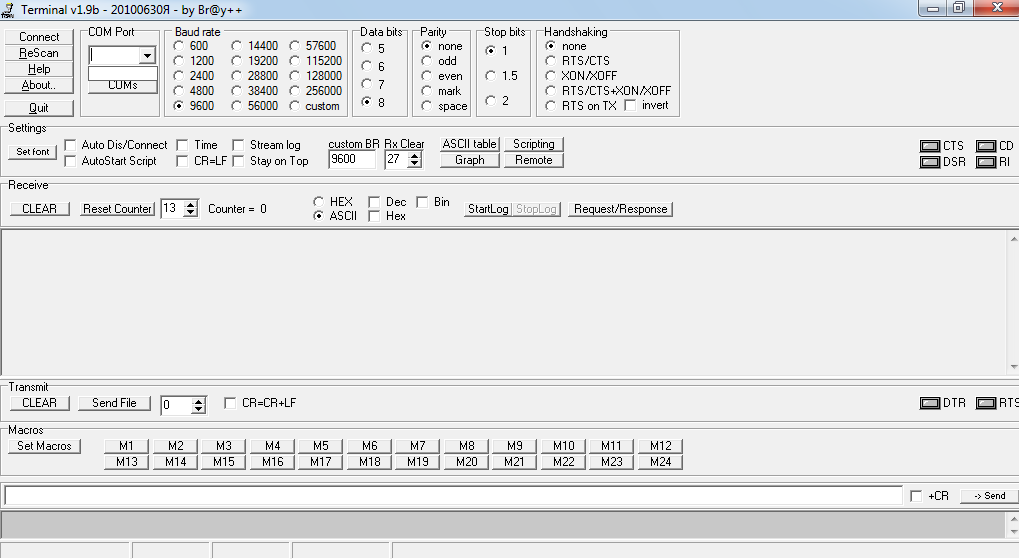 Terminal v1.9b - 20100630Я - by Br@y++
Connect
ReScan
Help
About..
Quit
COM Port
COMs
Baud rate
600 14400 57600
1200 19200 115200
2400 28800 128000
4800 38400 256000
9600 56000 custom
Data bits
5
6
7
8
Parity
none
odd
even
mark
space
Stop bits
1
1.5
2
Handshaking
none
RTS/CTS
XON/XOFF
RTS/CTS+XON/XOFF
RTS on TX invert
Settings
Set font
Auto Dis/Connect Time Stream log
AutoStart Script CR=LF Stay on Top
custom BR Rx Clear
9600 27
ASCII table Scripting
Graph Remote
CTS CD
DSR RI
Receive
CLEAR Reset Counter 13 Counter = 0
HEX Dec Bin
ASCII Hex
StartLog StopLog Request/Response
Transmit
CLEAR Send File 0 CR=CR+LF DTR RTS
Macros
Set Macros
M1 M2 M3 M4 M5 M6 M7 M8 M9 M10 M11 M12
M13 M14 M15 M16 M17 M18 M19 M20 M21 M22 M23 M24
+CR -> Send